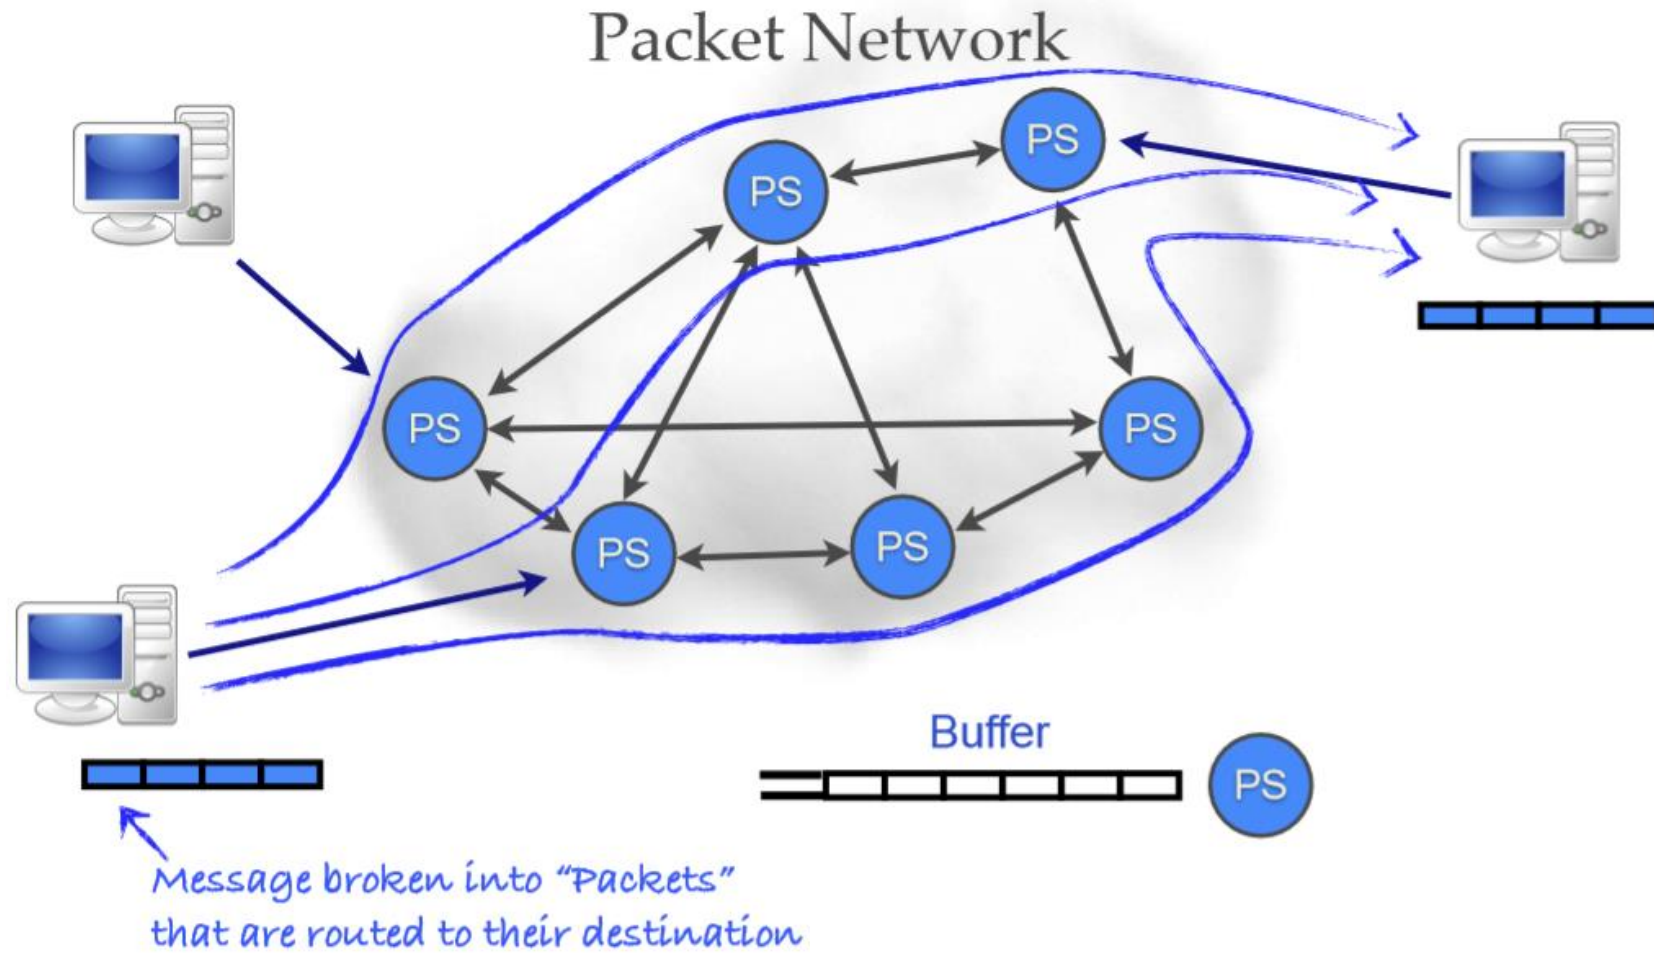 Packet Network
PS
PS
PS
PS
PS
PS
Buffer
PS
Message broken into “Packets”
that are routed to their destination